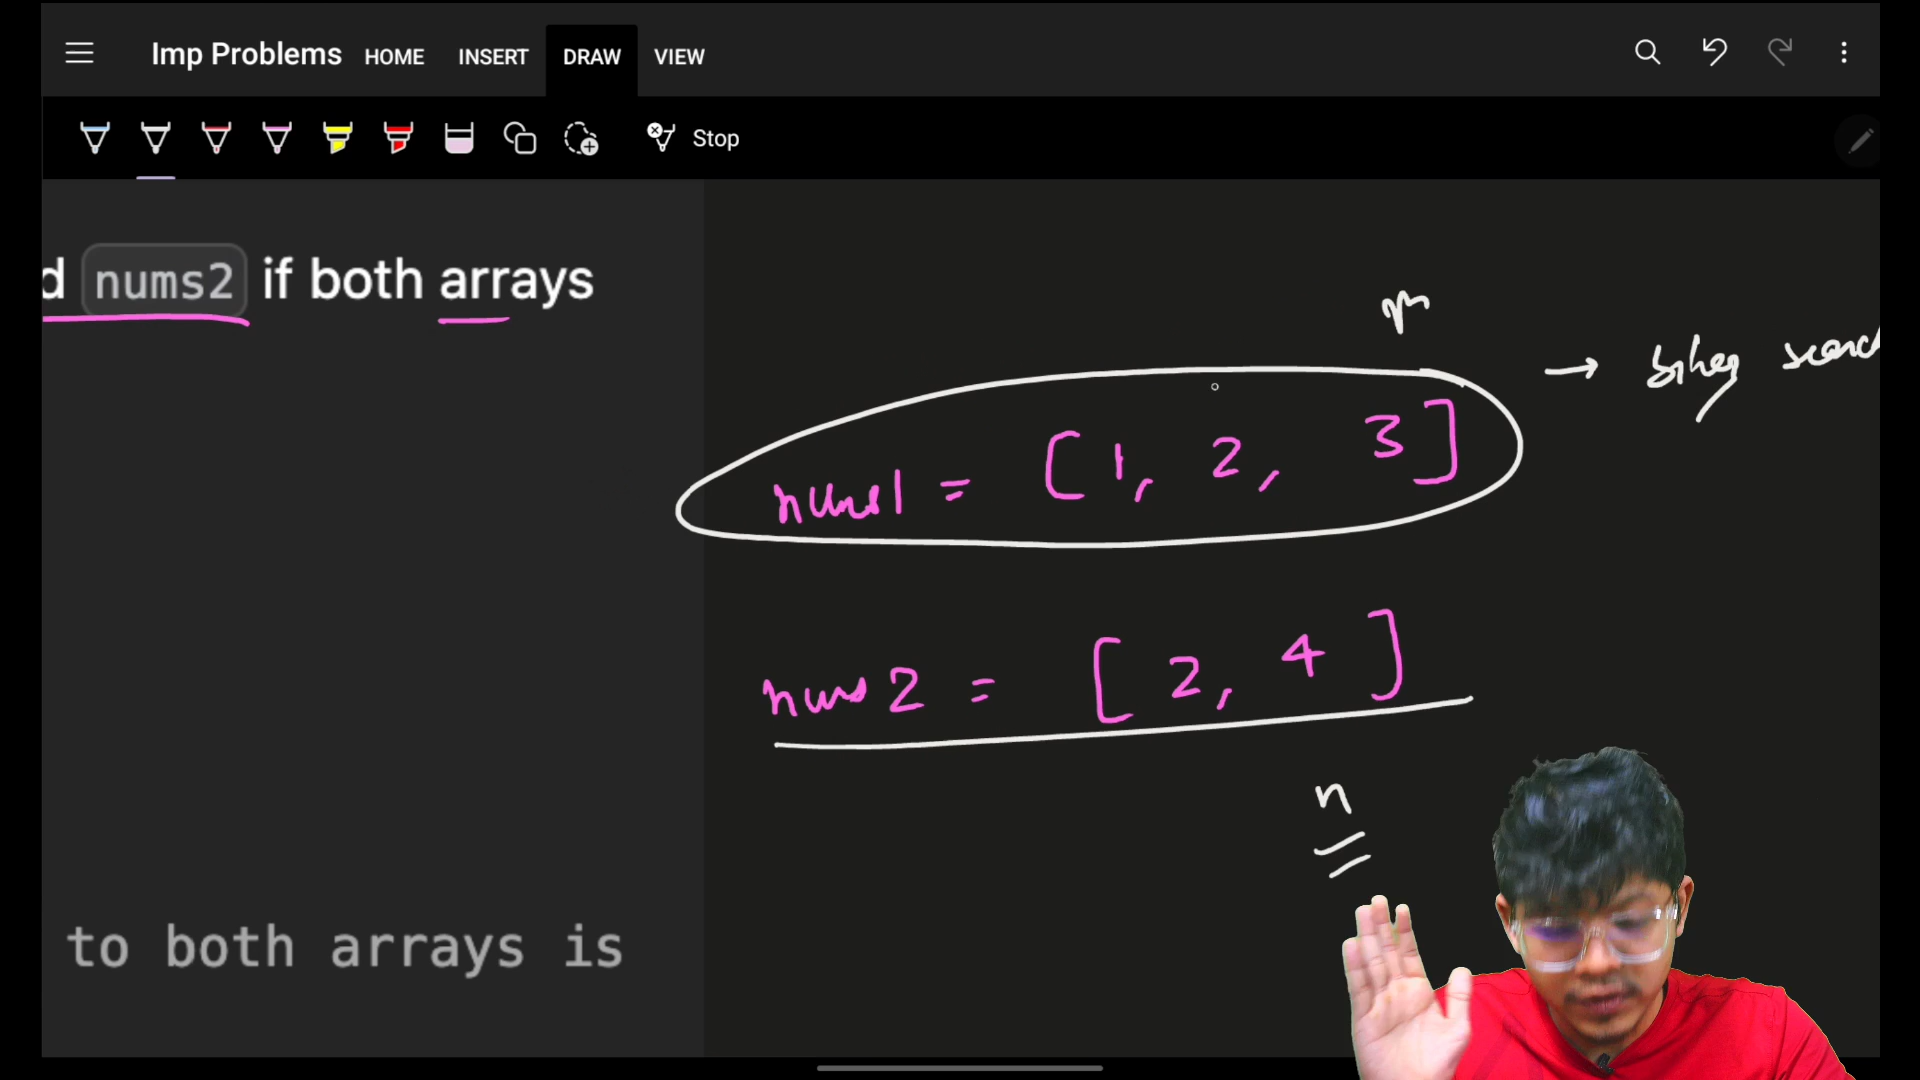 Imp Problems HOME INSERT DRAW VIEW
Stop
d nums2 if both arrays
m
→ binary searc
nums1 = [1, 2, 3]
nums2 = [2, 4]
n
to both arrays is